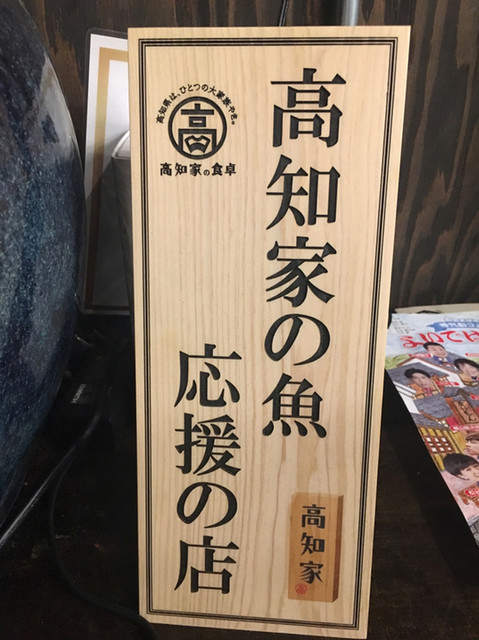 高知家の魚
応援の店
高知県は、ひとつの大家族やき。
高
高知家の食卓
高知家